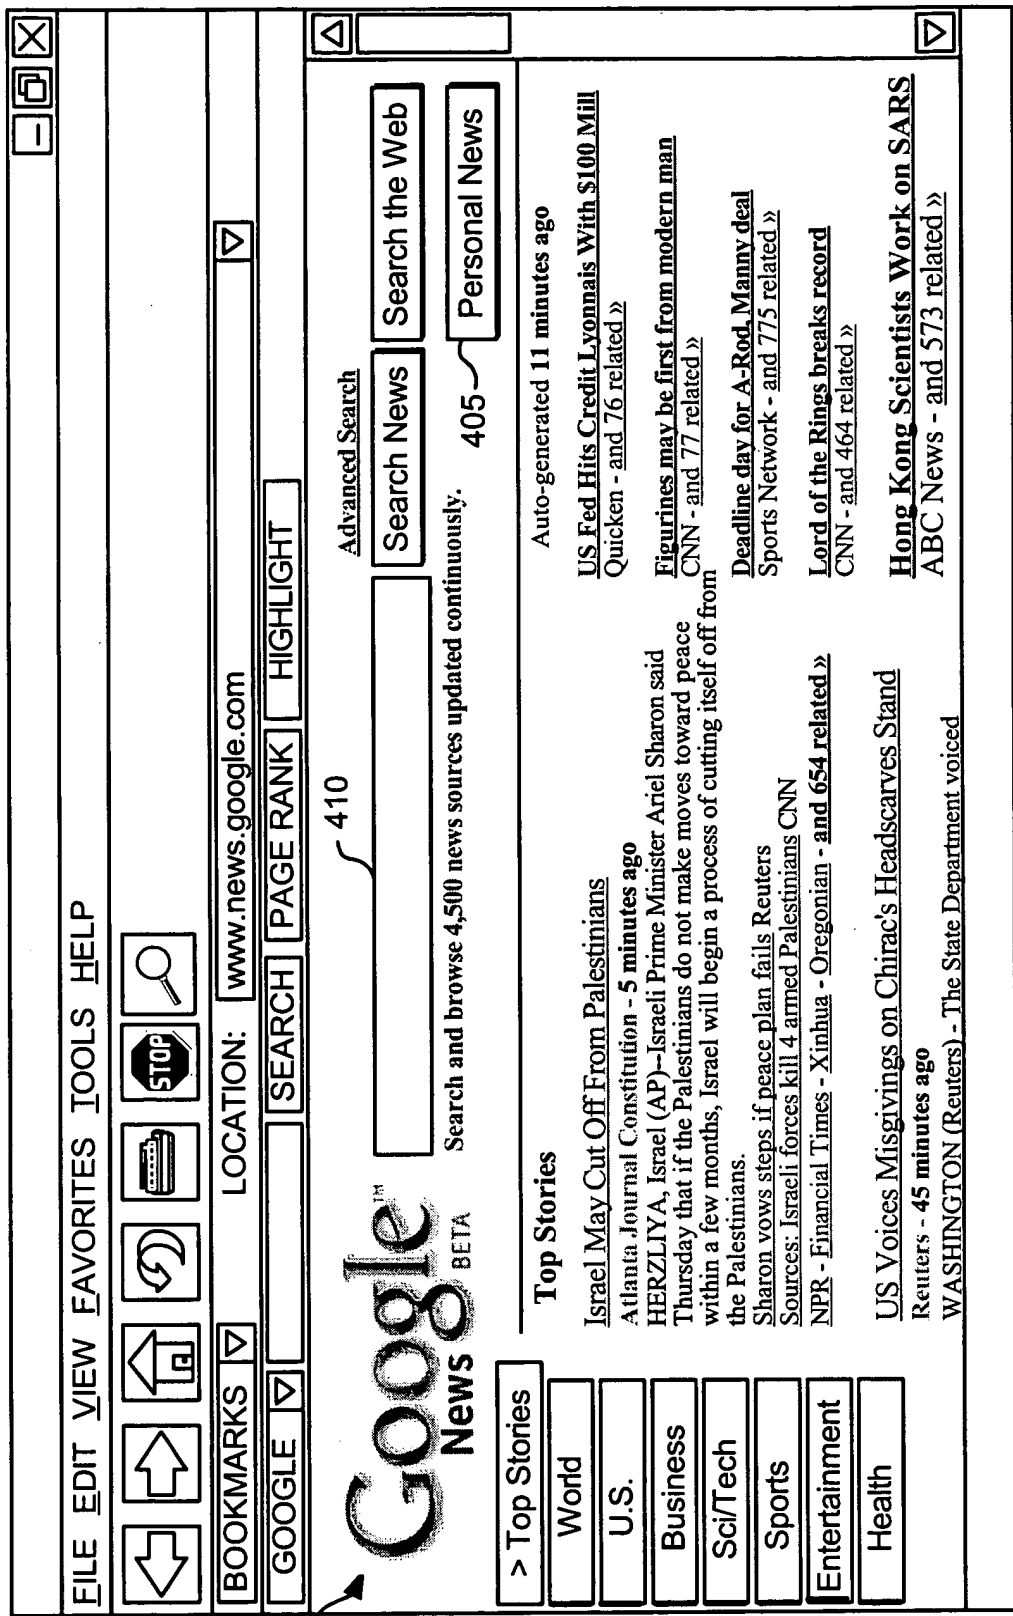 FILE EDIT VIEW FAVORITES TOOLS HELP
STOP
BOOKMARKS
LOCATION: www.news.google.com
GOOGLE
SEARCH
PAGE RANK
HIGHLIGHT
410
Google™
News BETA
Advanced Search
Search News
Search the Web
Search and browse 4,500 news sources updated continuously.
405
Personal News
> Top Stories
World
U.S.
Business
Sci/Tech
Sports
Entertainment
Health
Top Stories
Israel May Cut Off From Palestinians
Atlanta Journal Constitution - 5 minutes ago
HERZLIYA, Israel (AP)--Israeli Prime Minister Ariel Sharon said
Thursday that if the Palestinians do not make moves toward peace
within a few months, Israel will begin a process of cutting itself off from
the Palestinians.
Sharon vows steps if peace plan fails Reuters
Sources: Israeli forces kill 4 armed Palestinians CNN
NPR - Financial Times - Xinhua - Oregonian - and 654 related »
US Voices Misgivings on Chirac's Headscarves Stand
Reuters - 45 minutes ago
WASHINGTON (Reuters) - The State Department voiced
Auto-generated 11 minutes ago
US Fed Hits Credit Lyonnais With $100 Mill
Quicken - and 76 related »
Figurines may be first from modern man
CNN - and 77 related »
Deadline day for A-Rod, Manny deal
Sports Network - and 775 related »
Lord of the Rings breaks record
CNN - and 464 related »
Hong Kong Scientists Work on SARS
ABC News - and 573 related »